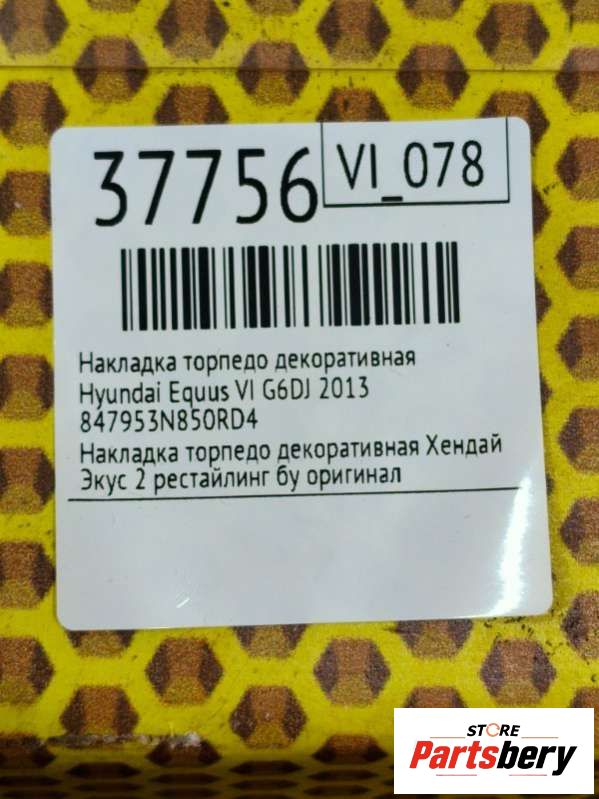 37756
VI_078
Накладка торпедо декоративная
Hyundai Equus VI G6DJ 2013
847953N850RD4
Накладка торпедо декоративная Хендай
Экус 2 рестайлинг бу оригинал
STORE
Partsbery